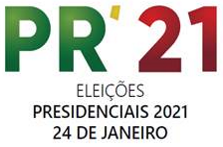 PR'21
ELEIÇÕES
PRESIDENCIAIS 2021
24 DE JANEIRO